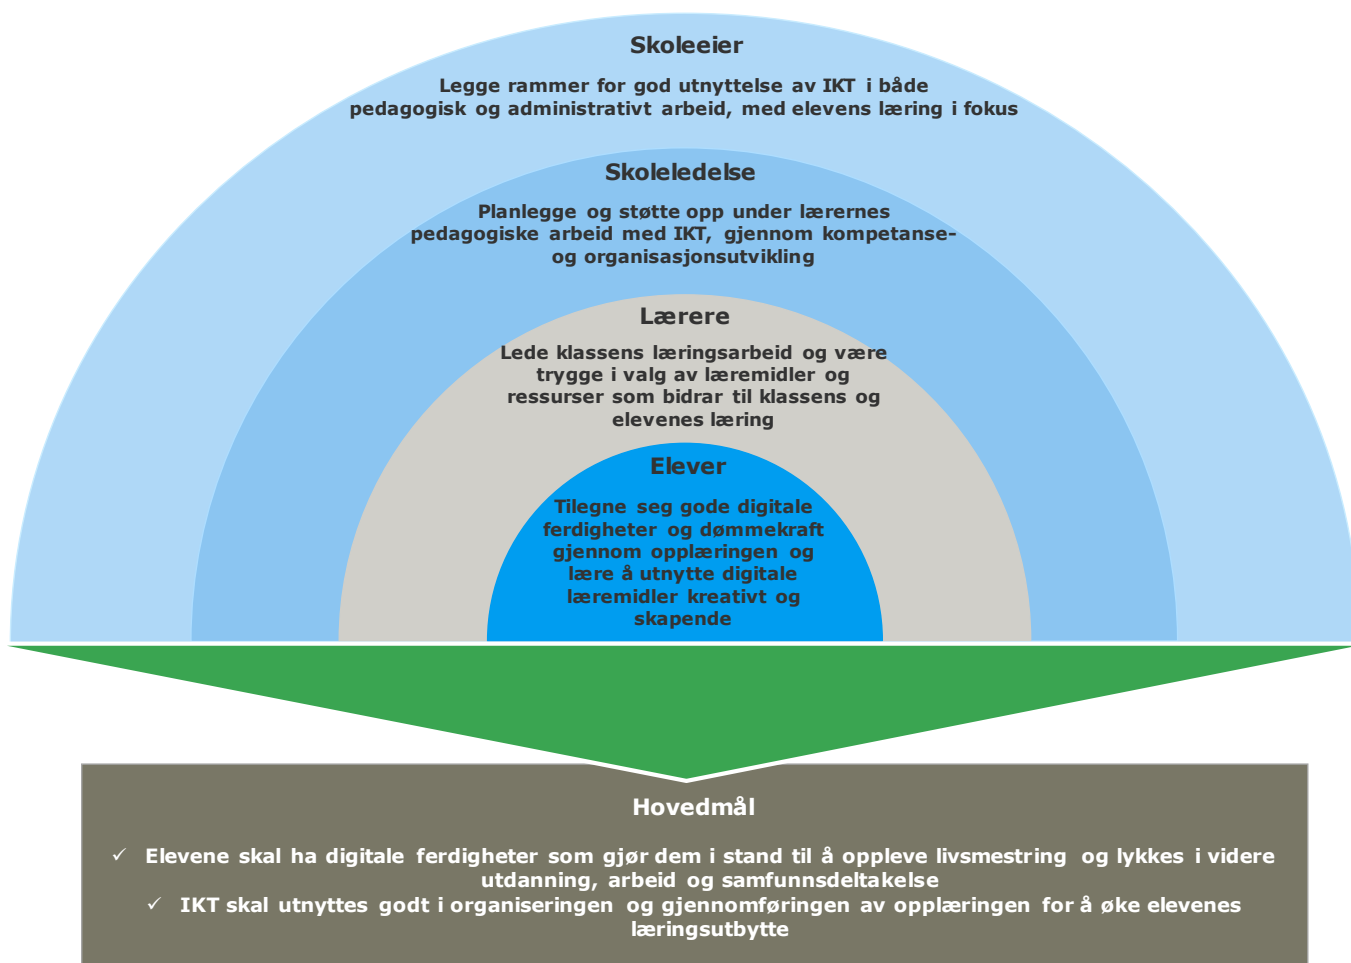 Skoleeier
Legge rammer for god utnyttelse av IKT i både
pedagogisk og administrativt arbeid, med elevens læring i fokus
Skoleledelse
Planlegge og støtte opp under lærernes
pedagogiske arbeid med IKT, gjennom kompetanse-
og organisasjonsutvikling
Lærere
Lede klassens læringsarbeid og være
trygge i valg av læremidler og
ressurser som bidrar til klassens og
elevenes læring
Elever
Tilegne seg gode digitale
ferdigheter og dømmekraft
gjennom opplæringen og
lære å utnytte digitale
læremidler kreativt og
skapende
Hovedmål
✓ Elevene skal ha digitale ferdigheter som gjør dem i stand til å oppleve livsmestring og lykkes i videre
utdanning, arbeid og samfunnsdeltakelse
✓ IKT skal utnyttes godt i organiseringen og gjennomføringen av opplæringen for å øke elevenes
læringsutbytte